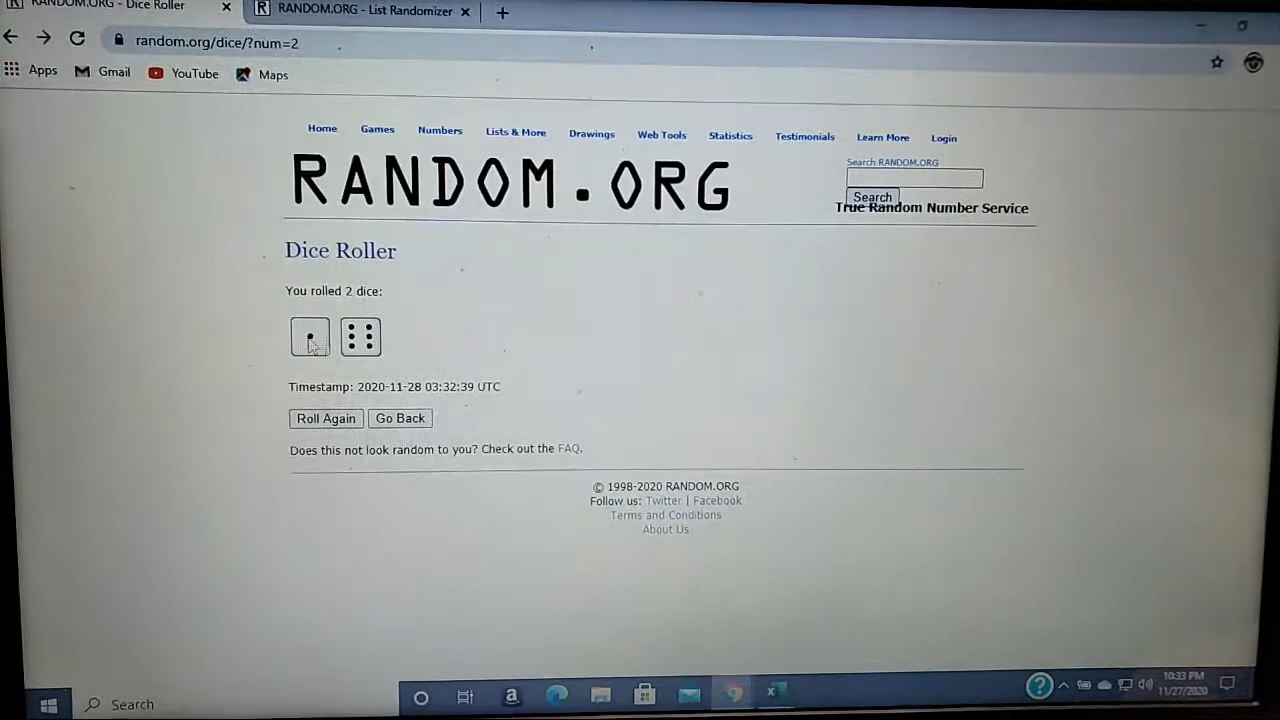 RANDOM.ORG - Dice Roller
RANDOM.ORG - List Randomizer
random.org/dice/?num=2
Apps
Gmail
YouTube
Maps
Home
Games
Numbers
Lists & More
Drawings
Web Tools
Statistics
Testimonials
Learn More
Login
RANDOM.ORG
Search RANDOM.ORG
Search
True Random Number Service
Dice Roller
You rolled 2 dice:
Timestamp: 2020-11-28 03:32:39 UTC
Roll Again
Go Back
Does this not look random to you? Check out the FAQ.
© 1998-2020 RANDOM.ORG
Follow us: Twitter | Facebook
Terms and Conditions
About Us
Search
10:33 PM
11/27/2020